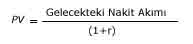 PV = Gelecekteki Nakit Akımı
(1+r)